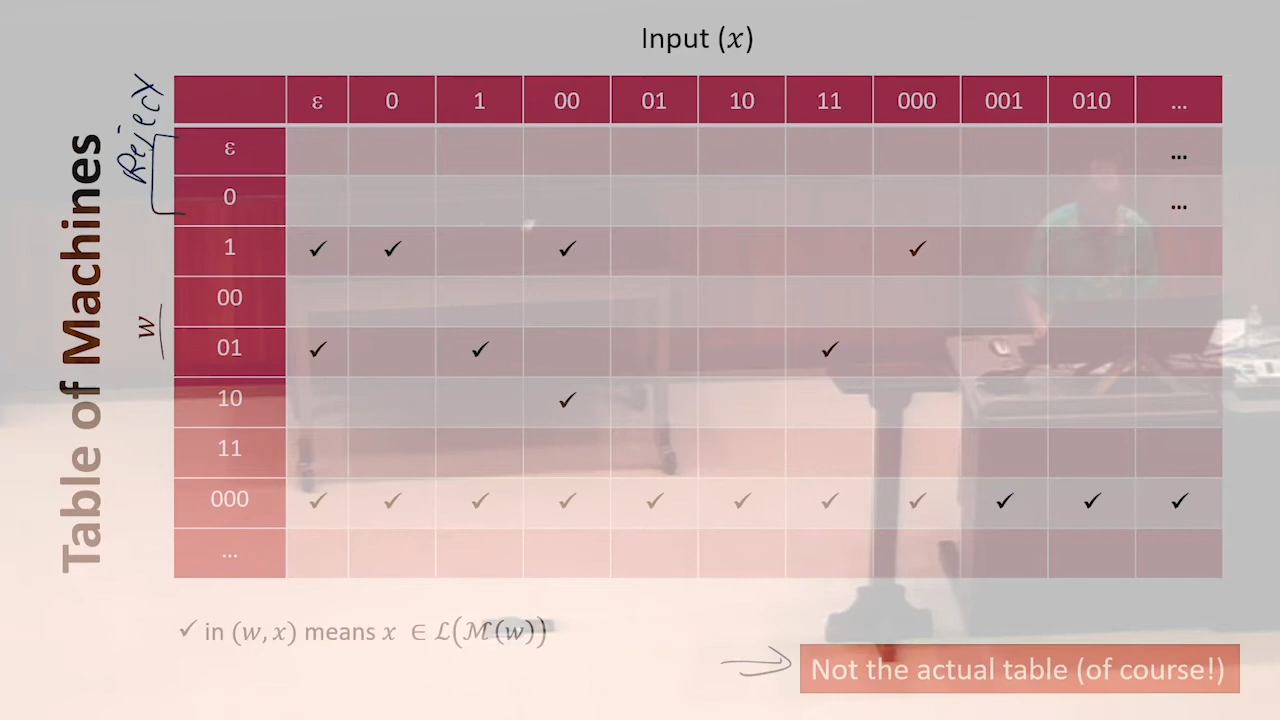 Input (x)
Table of Machines
Reject
w
ε 0 1 00 01 10 11 000 001 010 ...
ε ...
0 ...
1 ✓ ✓ ✓ ✓
00
01 ✓ ✓ ✓
10 ✓
11
000 ✓ ✓ ✓ ✓ ✓ ✓ ✓ ✓ ✓ ✓ ✓
...
✓ in (w, x) means x ∈ ℒ(ℳ(w))
Not the actual table (of course!)